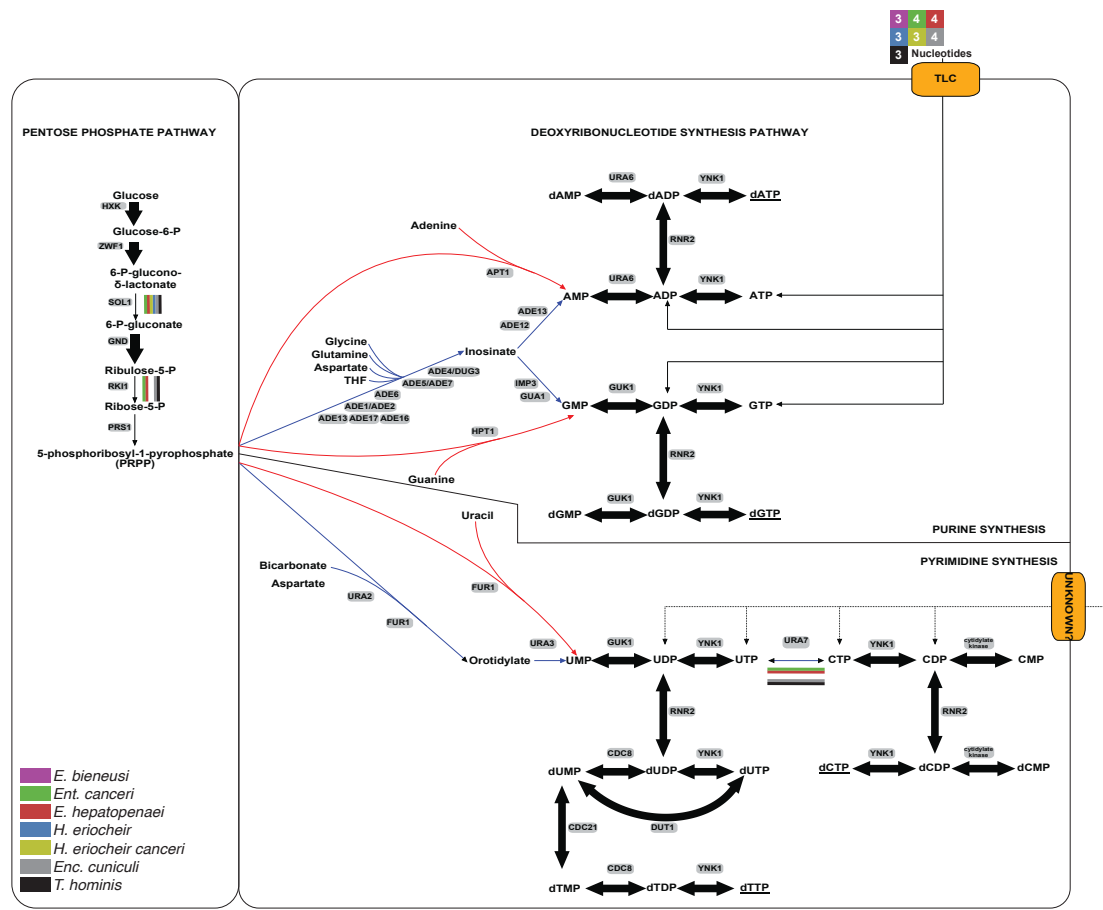 3 4 4
3 3 4
3 Nucleotides
TLC
PENTOSE PHOSPHATE PATHWAY
DEOXYRIBONUCLEOTIDE SYNTHESIS PATHWAY
Glucose
HXK
Glucose-6-P
ZWF1
6-P-glucono-
δ-lactonate
SOL1
6-P-gluconate
GND
Ribulose-5-P
RKI1
Ribose-5-P
PRS1
5-phosphoribosyl-1-pyrophosphate
(PRPP)
URA6 YNK1
dAMP dADP dATP
RNR2
Adenine
APT1
URA6 YNK1
AMP ADP ATP
ADE13
ADE12
Glycine
Glutamine
Aspartate
THF
Inosinate
ADE4/DUG3
ADE5/ADE7
ADE6
ADE1/ADE2
ADE13 ADE17 ADE16
IMP3
GUA1
GUK1 YNK1
GMP GDP GTP
HPT1
RNR2
Guanine
GUK1 YNK1
dGMP dGDP dGTP
Uracil
PURINE SYNTHESIS
PYRIMIDINE SYNTHESIS
UNKNOWN?
Bicarbonate
Aspartate
URA2
FUR1
FUR1
Orotidylate
URA3
GUK1 YNK1 URA7 YNK1 cytidylate
kinase
UMP UDP UTP CTP CDP CMP
RNR2 RNR2
CDC8 YNK1 YNK1 cytidylate
kinase
dUMP dUDP dUTP dCTP dCDP dCMP
CDC21 DUT1
CDC8 YNK1
dTMP dTDP dTTP
E. bieneusi
Ent. canceri
E. hepatopenaei
H. eriocheir
H. eriocheir canceri
Enc. cuniculi
T. hominis